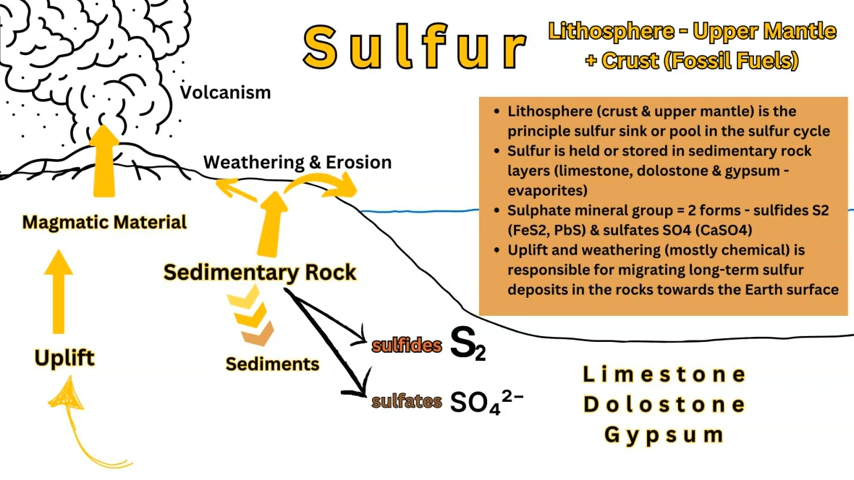 Sulfur
Lithosphere - Upper Mantle
+ Crust (Fossil Fuels)
Volcanism
Weathering & Erosion
• Lithosphere (crust & upper mantle) is the
principle sulfur sink or pool in the sulfur cycle
• Sulfur is held or stored in sedimentary rock
layers (limestone, dolostone & gypsum -
evaporites)
• Sulphate mineral group = 2 forms - sulfides S2
(FeS2, PbS) & sulfates SO4 (CaSO4)
• Uplift and weathering (mostly chemical) is
responsible for migrating long-term sulfur
deposits in the rocks towards the Earth surface
Magmatic Material
Sedimentary Rock
Uplift
Sediments
sulfides S₂
sulfates SO₄²⁻
Limestone
Dolostone
Gypsum